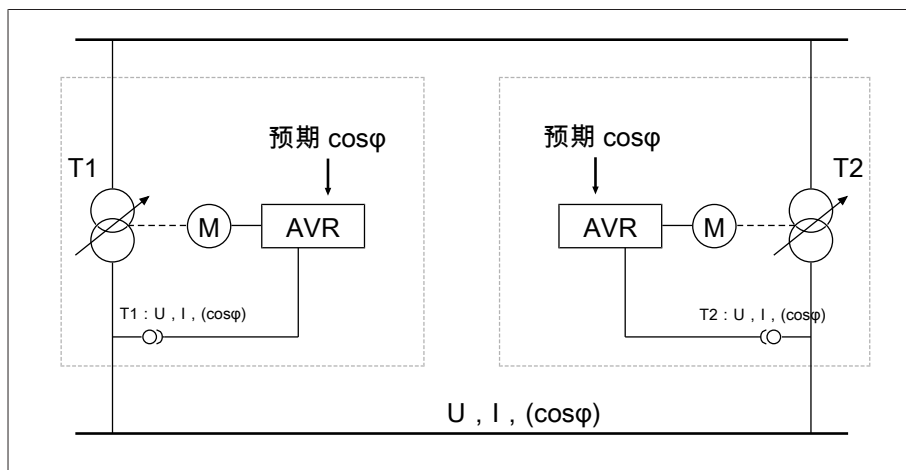 预期 cosφ
预期 cosφ
T1
T2
M
AVR
AVR
M
T1 : U , I , (cosφ)
T2 : U , I , (cosφ)
U , I , (cosφ)